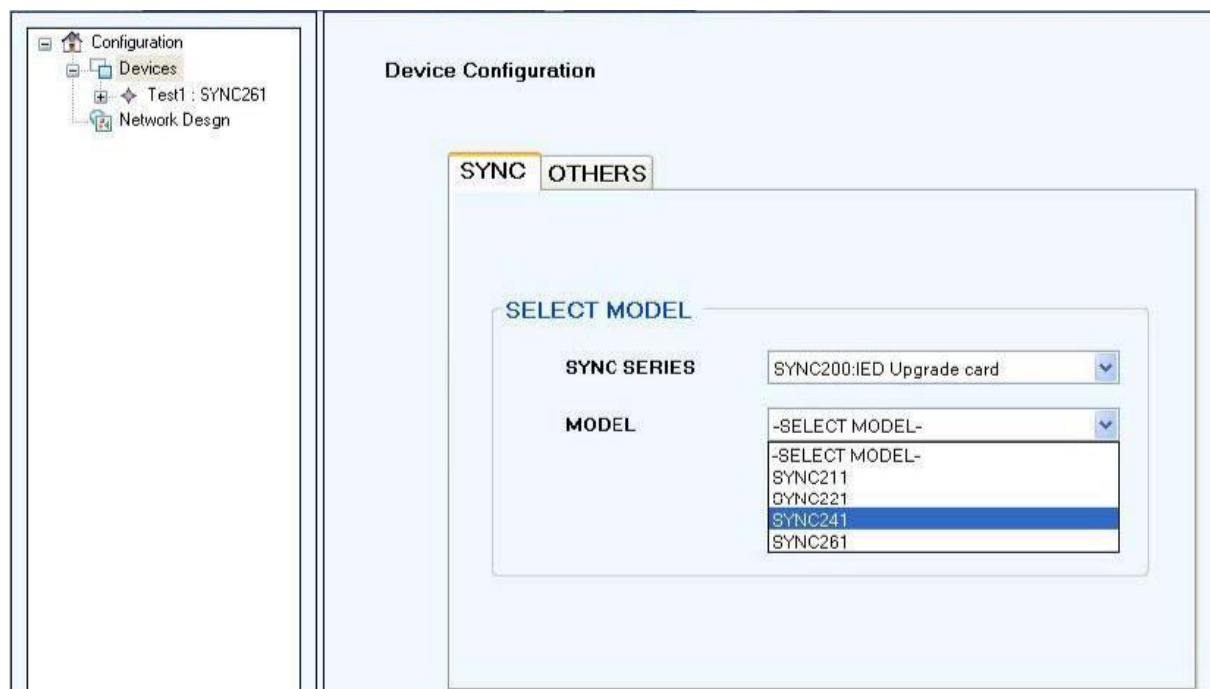 Configuration
Devices
Test1 : SYNC261
Network Desgn
Device Configuration
SYNC
OTHERS
SELECT MODEL
SYNC SERIES
SYNC200:IED Upgrade card
MODEL
-SELECT MODEL-
-SELECT MODEL-
SYNC211
SYNC221
SYNC241
SYNC261